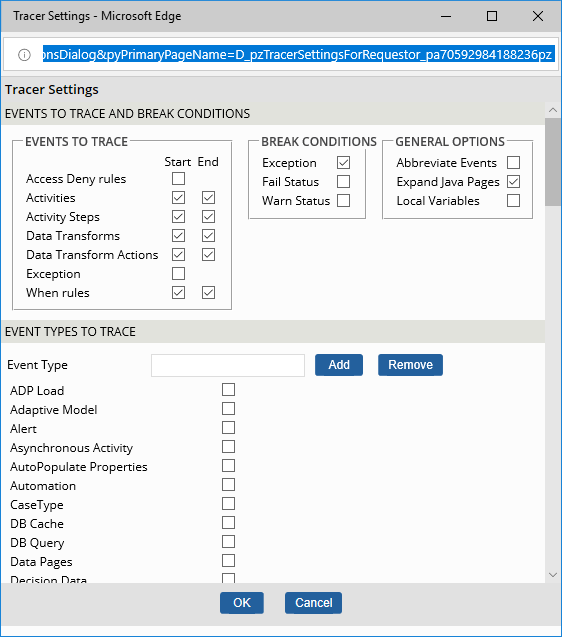 Tracer Settings - Microsoft Edge
onsDialog&pyPrimaryPageName=D_pzTracerSettingsForRequestor_pa70592984188236pz
Tracer Settings
EVENTS TO TRACE AND BREAK CONDITIONS
EVENTS TO TRACE
Start End
Access Deny rules
Activities
Activity Steps
Data Transforms
Data Transform Actions
Exception
When rules
BREAK CONDITIONS
Exception
Fail Status
Warn Status
GENERAL OPTIONS
Abbreviate Events
Expand Java Pages
Local Variables
EVENT TYPES TO TRACE
Event Type Add Remove
ADP Load
Adaptive Model
Alert
Asynchronous Activity
AutoPopulate Properties
Automation
CaseType
DB Cache
DB Query
Data Pages
Decision Data
OK Cancel